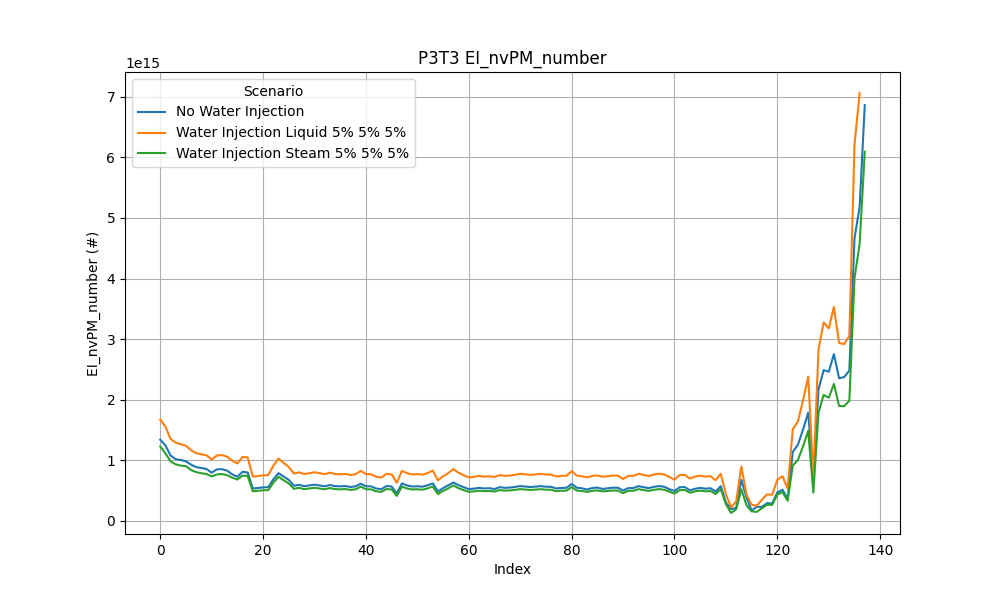 P3T3 EI_nvPM_number
1e15
Scenario
No Water Injection
Water Injection Liquid 5% 5% 5%
Water Injection Steam 5% 5% 5%
7
6
5
4
3
2
1
0
EI_nvPM_number (#)
0 20 40 60 80 100 120 140
Index